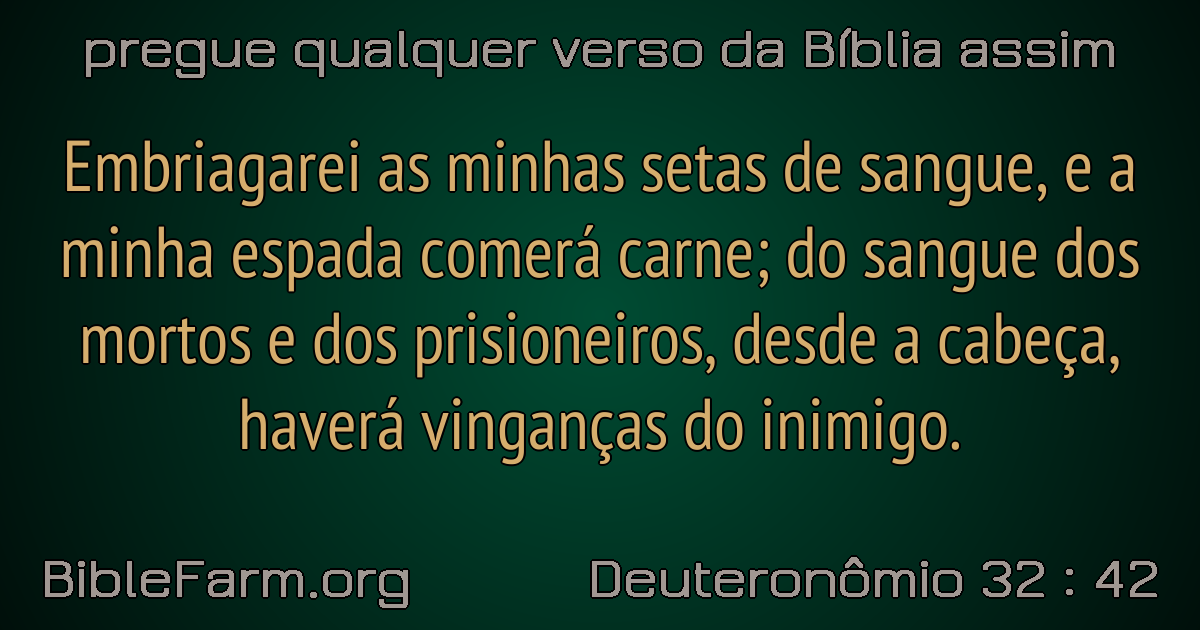 pregue qualquer verso da Bíblia assim
Embriagarei as minhas setas de sangue, e a
minha espada comerá carne; do sangue dos
mortos e dos prisioneiros, desde a cabeça,
haverá vinganças do inimigo.
BibleFarm.org
Deuteronômio 32 : 42